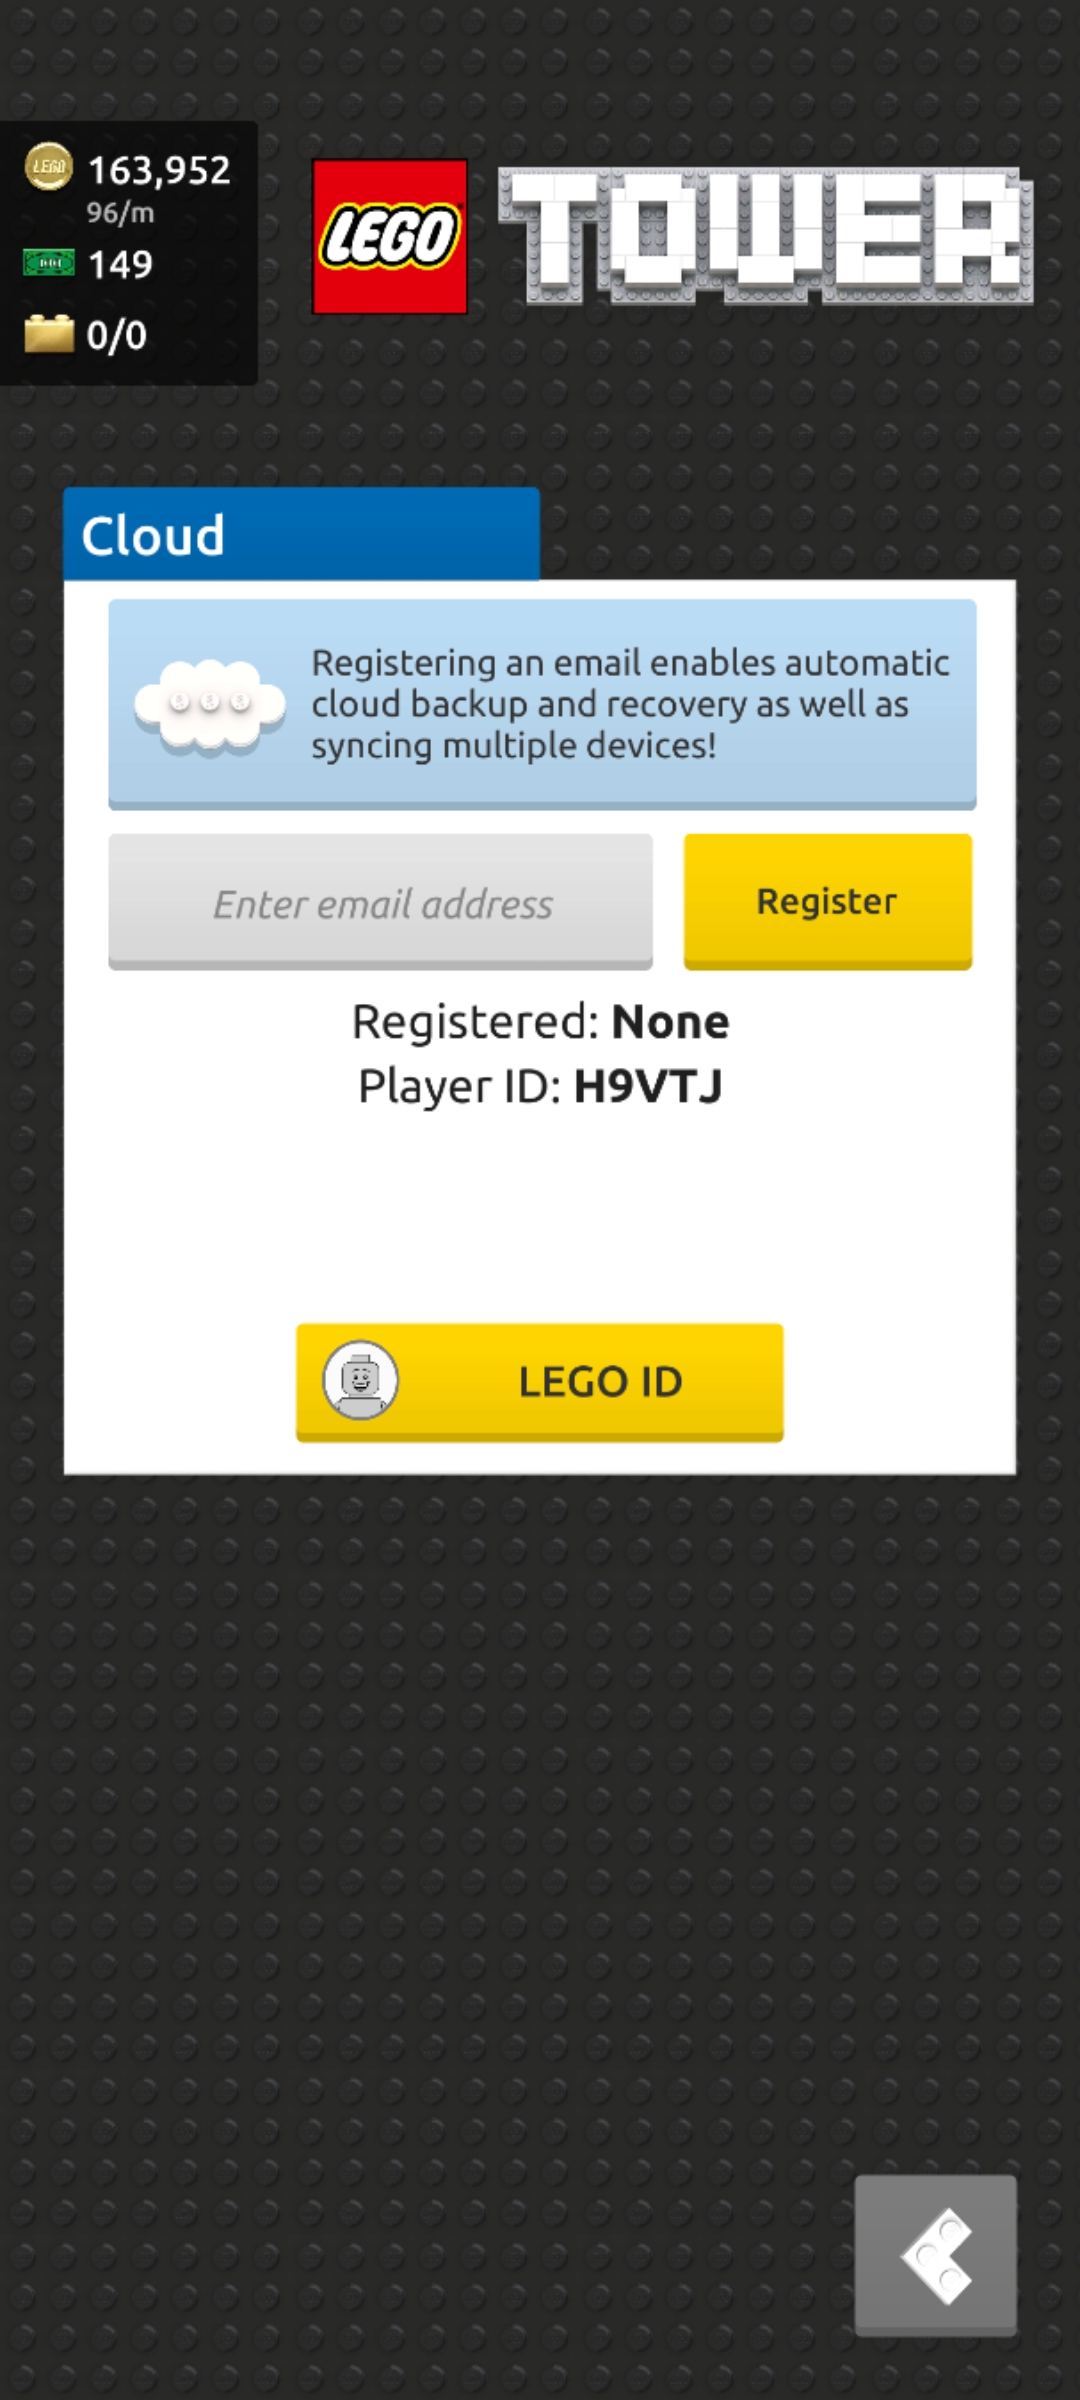 163,952
96/m
149
0/0
LEGO TOWER
Cloud
Registering an email enables automatic
cloud backup and recovery as well as
syncing multiple devices!
Enter email address
Register
Registered: None
Player ID: H9VTJ
LEGO ID